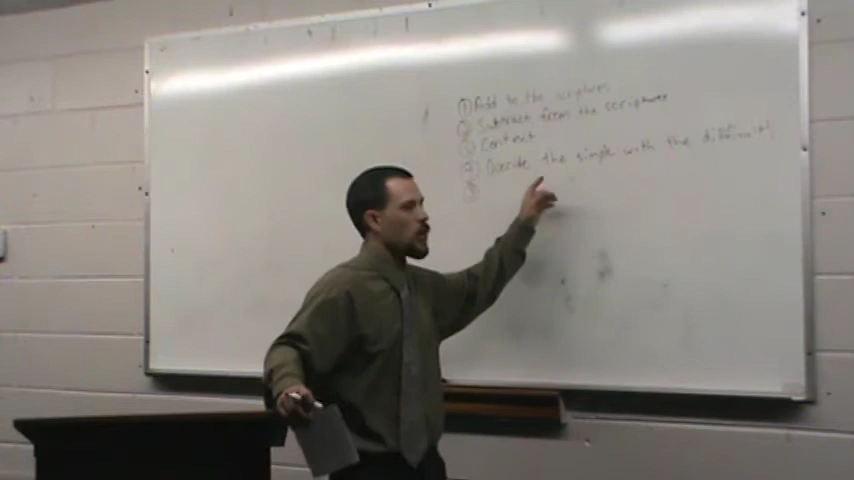 ① Add to the scriptures
② Subtract from the scriptures
③ Context
④ the simple with the difficult
⑤